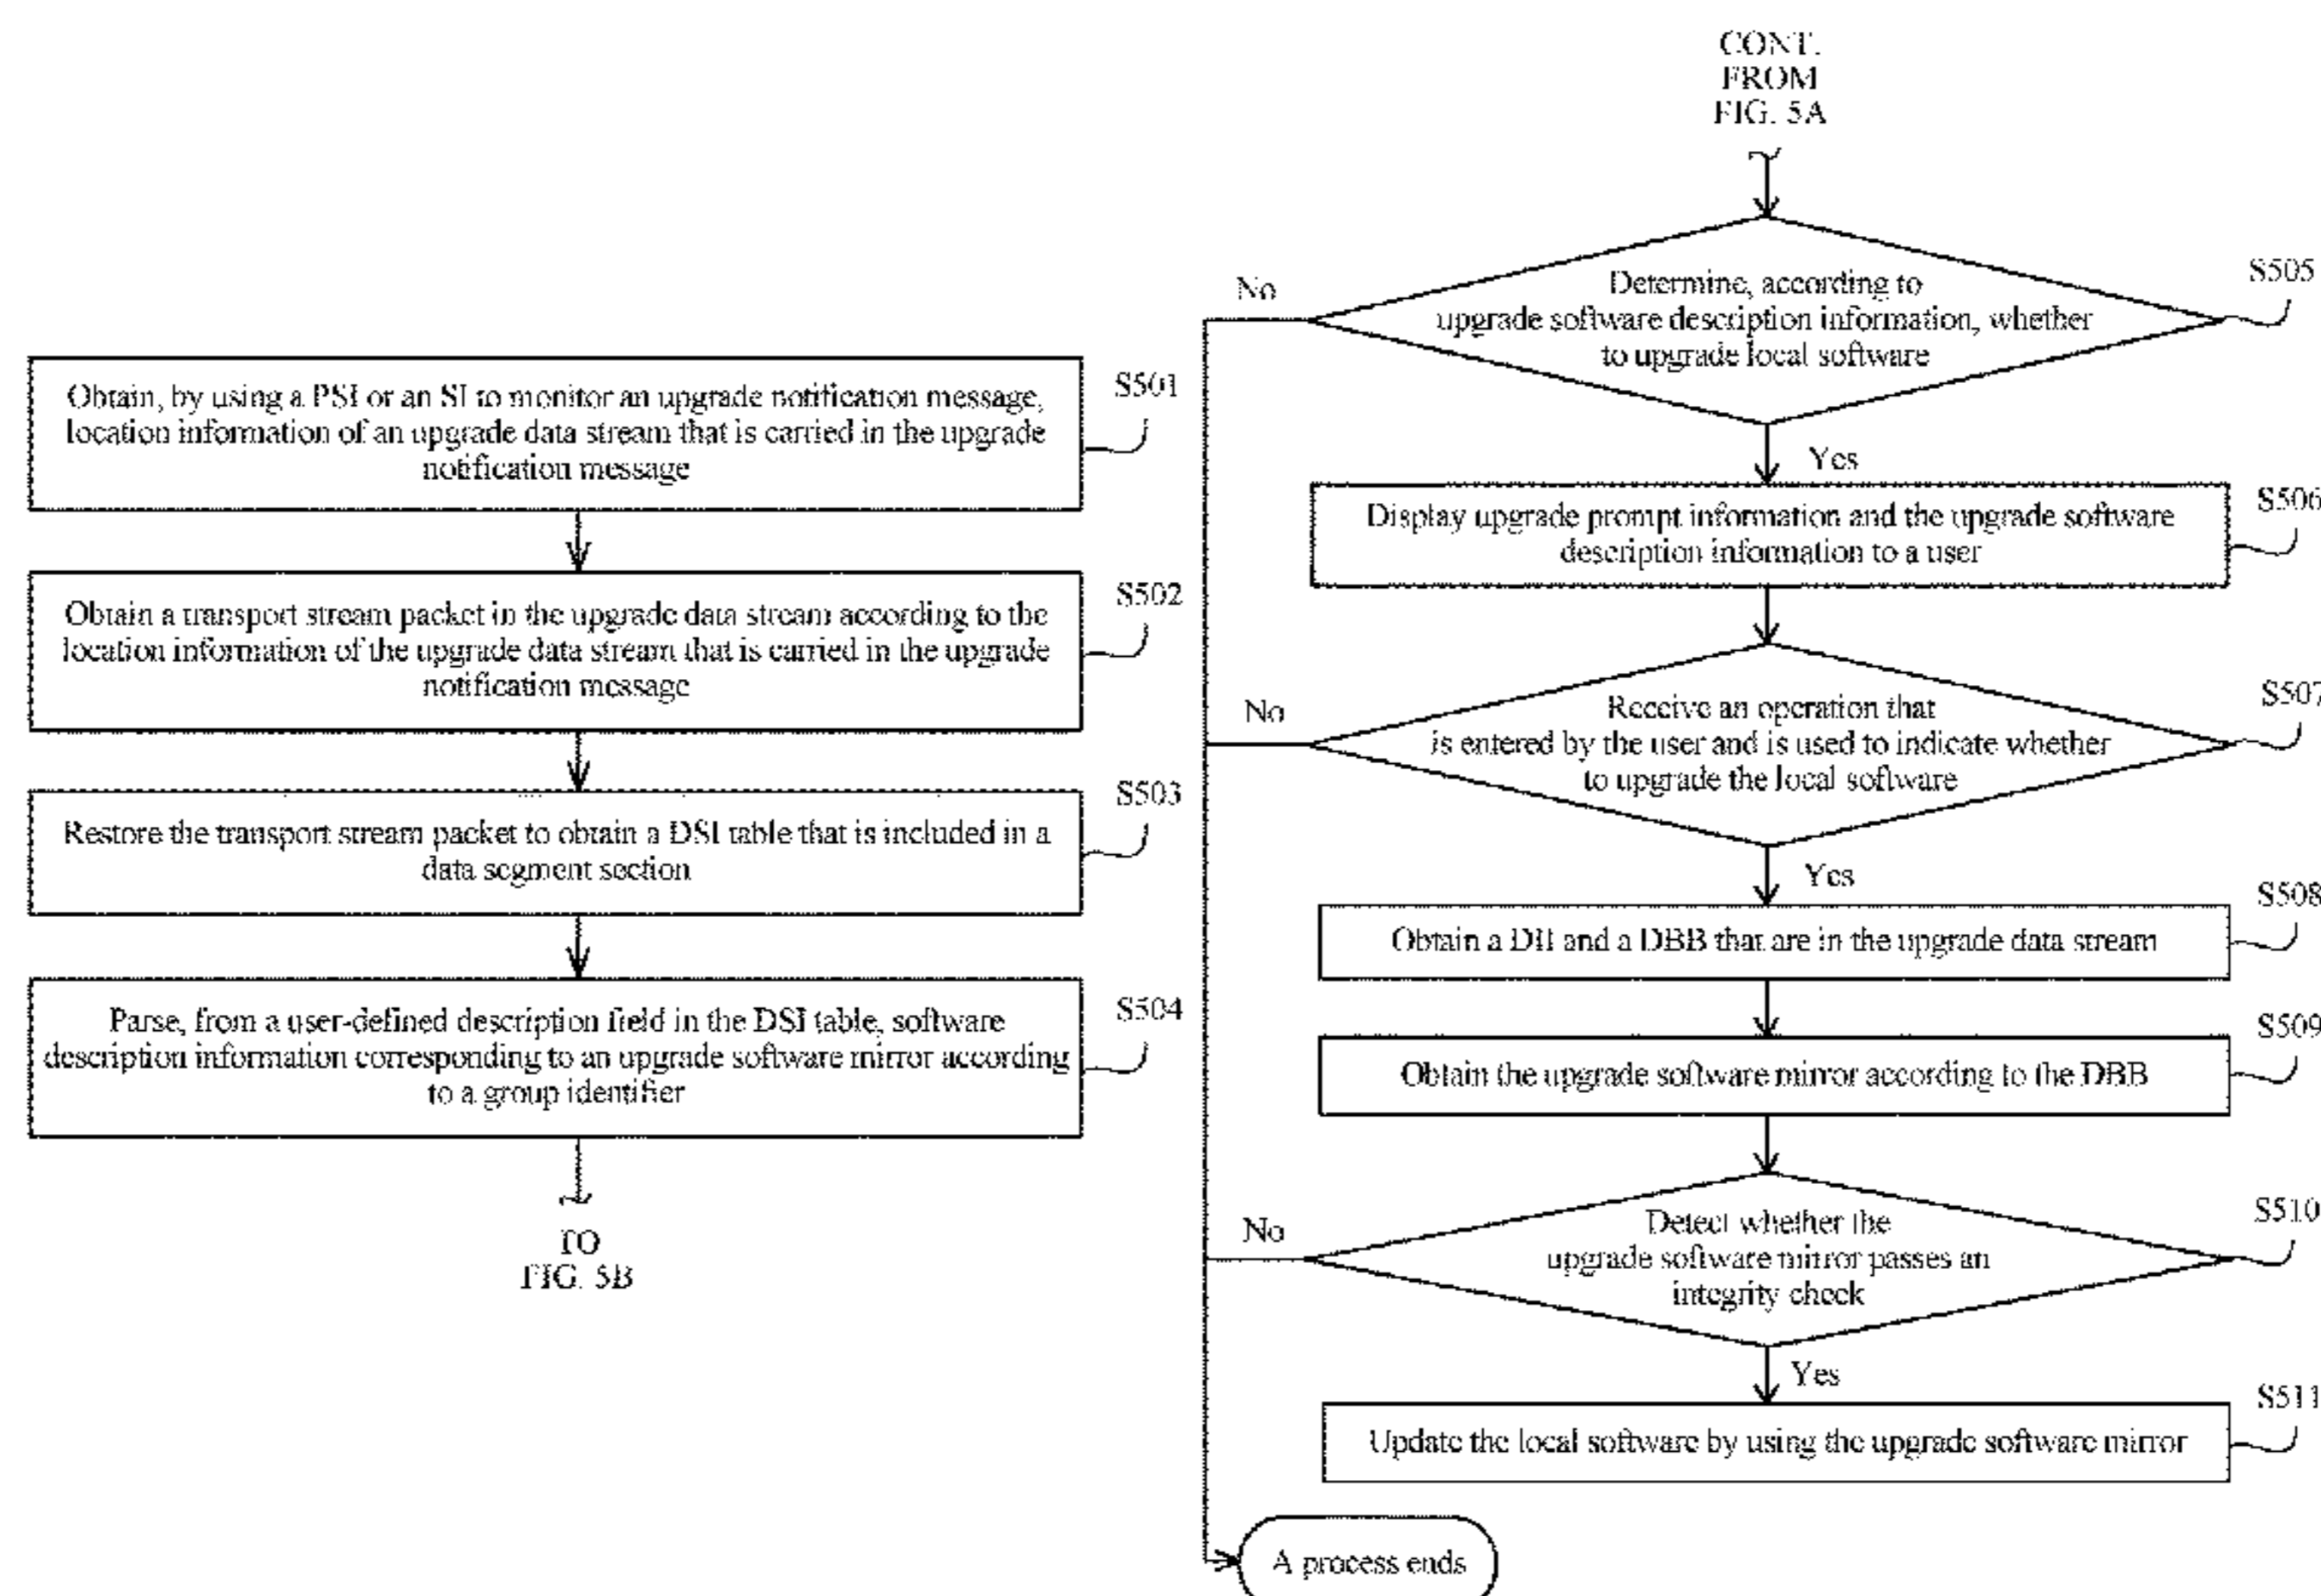 Obtain, by using a PSI or an SI to monitor an upgrade notification message,
location information of an upgrade data stream that is carried in the upgrade
notification message
S501
Obtain a transport stream packet in the upgrade data stream according to the
location information of the upgrade data stream that is carried in the upgrade
notification message
S502
Restore the transport stream packet to obtain a DSI table that is included in a
data segment section
S503
Parse, from a user-defined description field in the DSI table, software
description information corresponding to an upgrade software mirror according
to a group identifier
S504
TO
FIG. 5B
CONT.
FROM
FIG. 5A
Determine, according to
upgrade software description information, whether
to upgrade local software
S505
No
Yes
Display upgrade prompt information and the upgrade software
description information to a user
S506
Receive an operation that
is entered by the user and is used to indicate whether
to upgrade the local software
S507
No
Yes
Obtain a DII and a DBB that are in the upgrade data stream
S508
Obtain the upgrade software mirror according to the DBB
S509
Detect whether the
upgrade software mirror passes an
integrity check
S510
No
Yes
Update the local software by using the upgrade software mirror
S511
A process ends